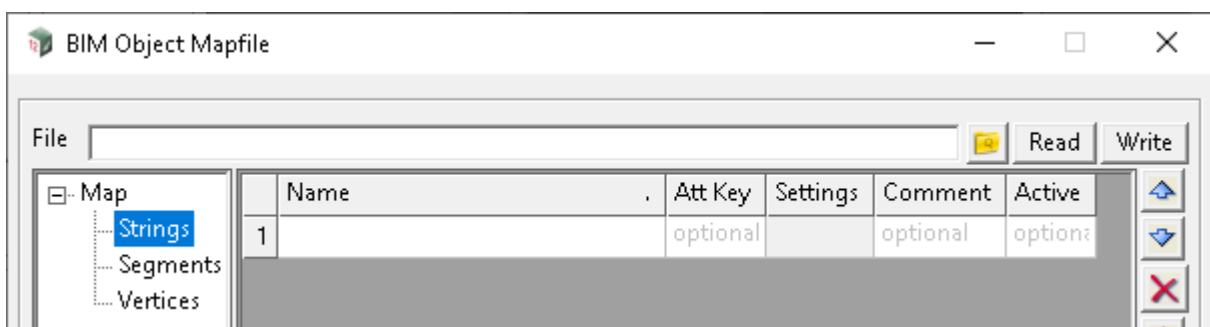 BIM Object Mapfile
File Read Write
Map Name Att Key Settings Comment Active
Strings 1 optional optional optiona
Segments
Vertices